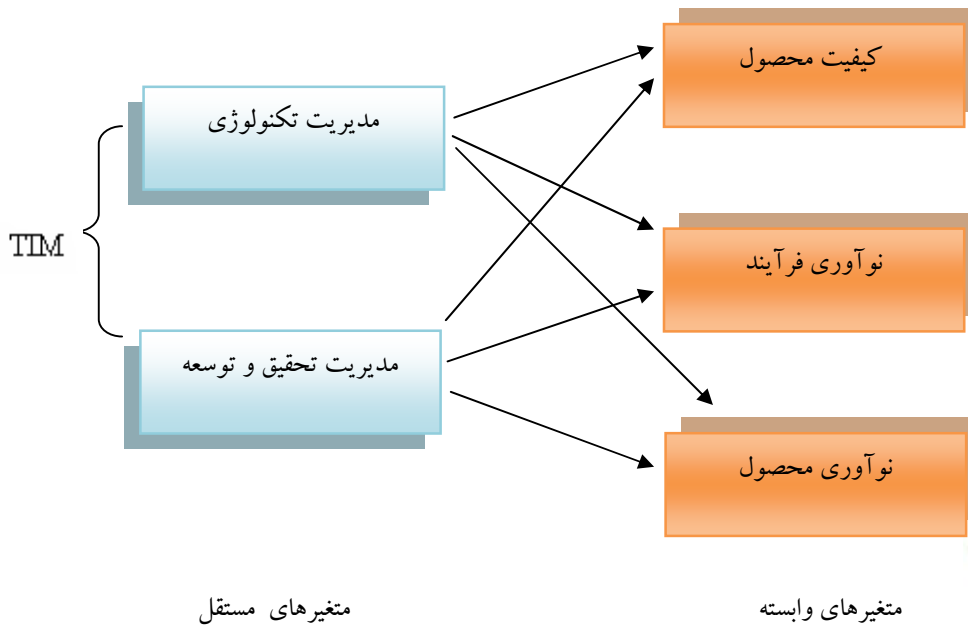 کیفیت محصول
مدیریت تکنولوژی
نوآوری فرآیند
TIM
مدیریت تحقیق و توسعه
نوآوری محصول
متغیرهای وابسته
متغیرهای مستقل